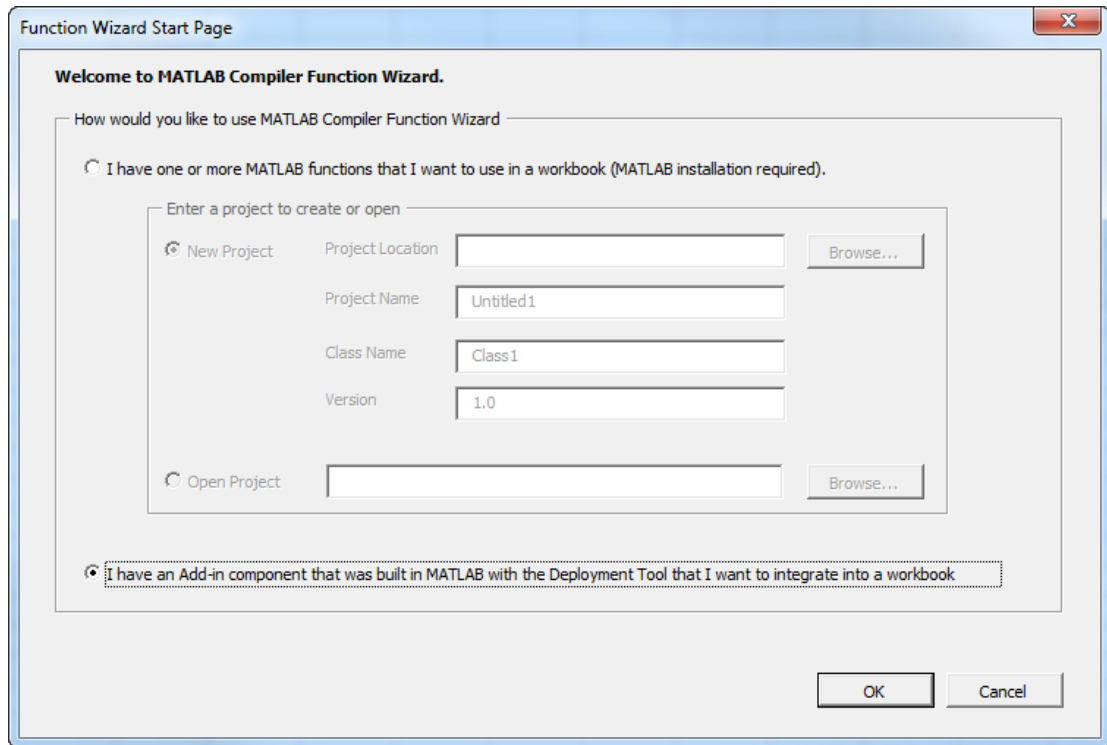 Function Wizard Start Page
Welcome to MATLAB Compiler Function Wizard.
How would you like to use MATLAB Compiler Function Wizard
I have one or more MATLAB functions that I want to use in a workbook (MATLAB installation required).
Enter a project to create or open
New Project
Project Location
Browse...
Project Name
Untitled1
Class Name
Class1
Version
1.0
Open Project
Browse...
I have an Add-in component that was built in MATLAB with the Deployment Tool that I want to integrate into a workbook
OK
Cancel